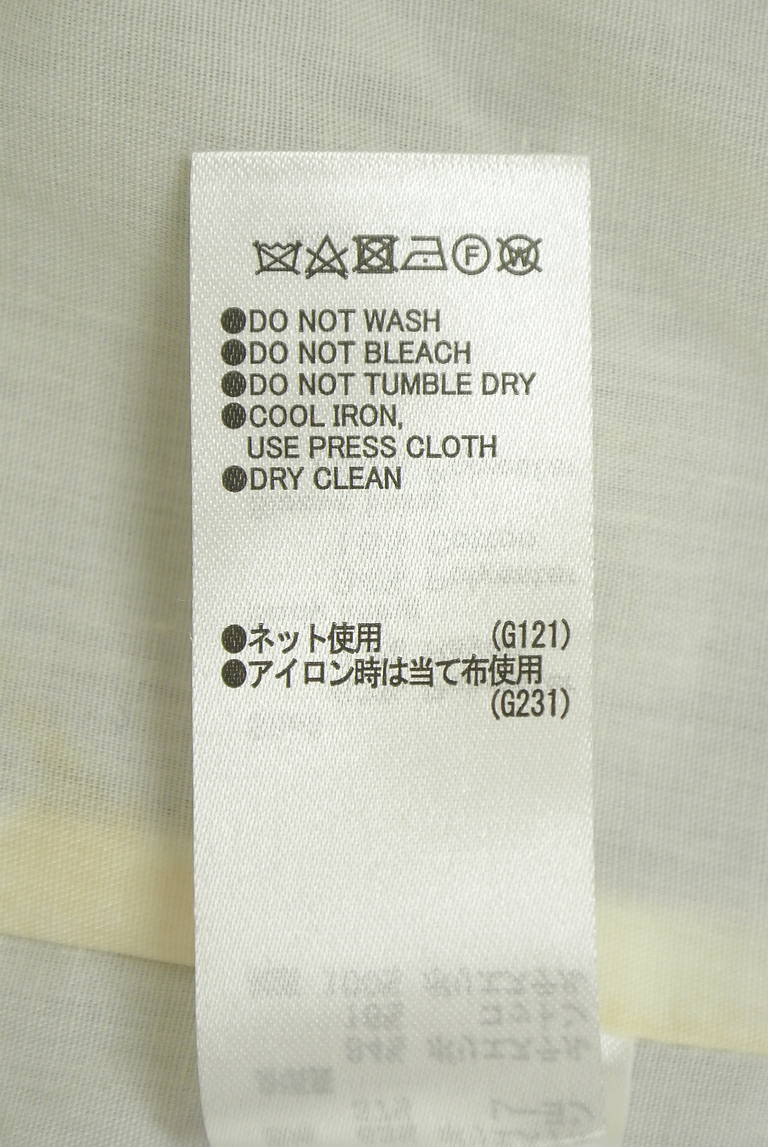 F W
●DO NOT WASH
●DO NOT BLEACH
●DO NOT TUMBLE DRY
●COOL IRON,
USE PRESS CLOTH
●DRY CLEAN
●ネット使用 (G121)
●アイロン時は当て布使用
(G231)